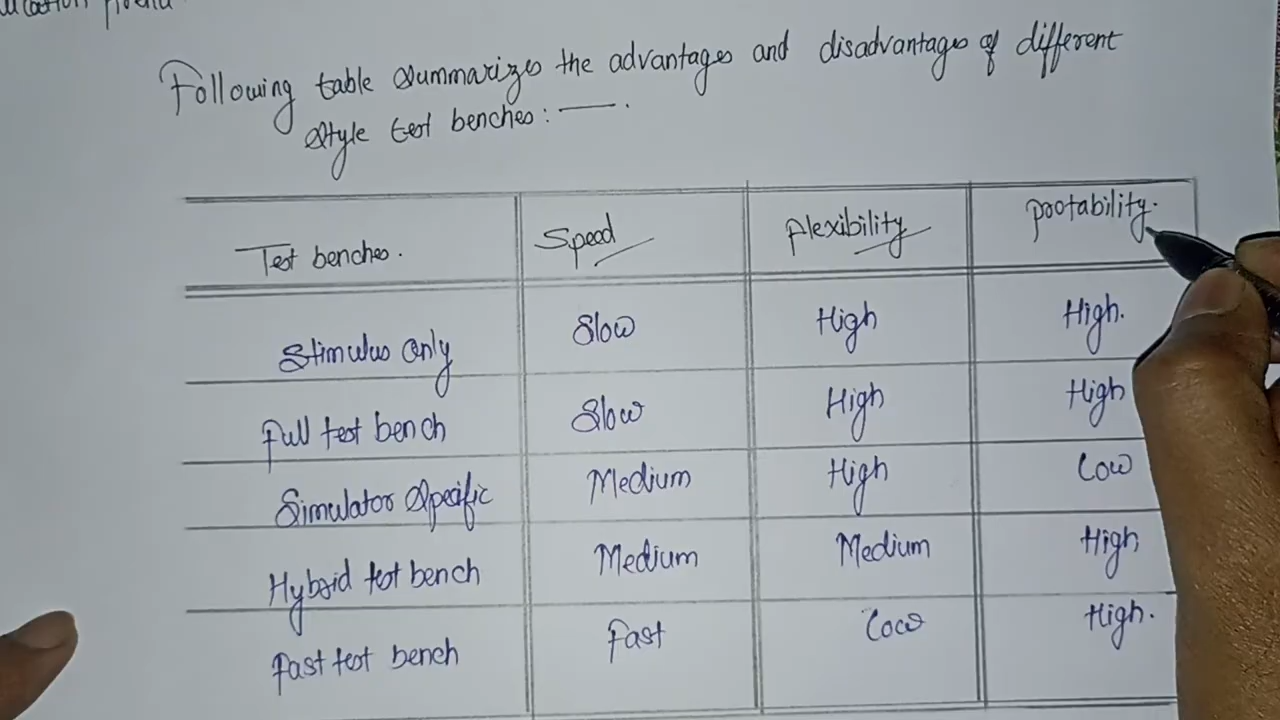 Following table summarizes the advantages and disadvantages of different
style test benches: —.
Test benches. Speed flexibility protability.
Stimulus Only Slow High High.
Full test bench Slow High High
Simulator Specific Medium High Low
Hybrid test bench Medium Medium High
Fast test bench Fast Low High.